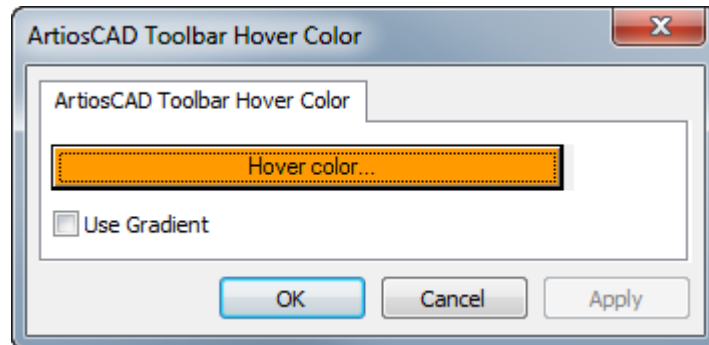 ArtiosCAD Toolbar Hover Color
ArtiosCAD Toolbar Hover Color
Hover color...
Use Gradient
OK Cancel Apply